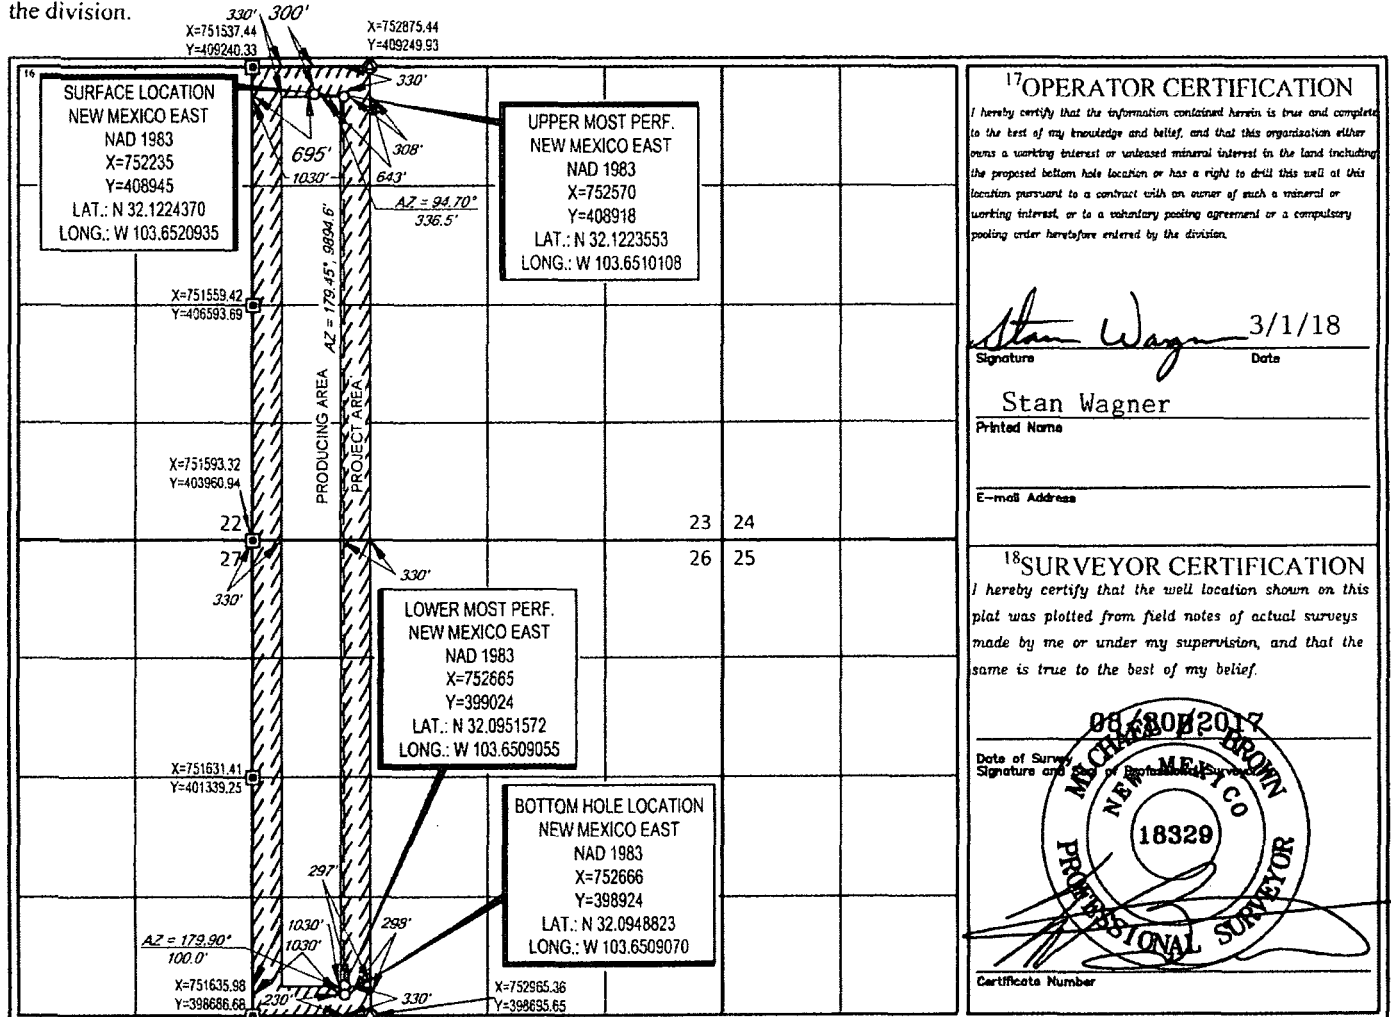 the division.
330' 300'
X=751537.44
Y=409240.33
X=752875.44
Y=409249.93
330'
16
SURFACE LOCATION
NEW MEXICO EAST
NAD 1983
X=752235
Y=408945
LAT.: N 32.1224370
LONG.: W 103.6520935
UPPER MOST PERF.
NEW MEXICO EAST
NAD 1983
X=752570
Y=408918
LAT.: N 32.1223553
LONG.: W 103.6510108
695'
308'
1030'
643'
AZ = 94.70°
336.5'
AZ = 179.45°, 9894.6'
X=751559.42
Y=406593.69
PRODUCING AREA
PROJECT AREA
X=751593.32
Y=403960.94
22
23 24
27
26 25
330'
330'
LOWER MOST PERF.
NEW MEXICO EAST
NAD 1983
X=752665
Y=399024
LAT.: N 32.0951572
LONG.: W 103.6509055
X=751631.41
Y=401339.25
BOTTOM HOLE LOCATION
NEW MEXICO EAST
NAD 1983
X=752666
Y=398924
LAT.: N 32.0948823
LONG.: W 103.6509070
297'
1030'
298'
AZ = 179.90°
100.0'
1030'
X=751635.98
Y=398686.68
230'
330'
X=752965.36
Y=398695.65
17 OPERATOR CERTIFICATION
I hereby certify that the information contained herein is true and complete
to the best of my knowledge and belief, and that this organization either
owns a working interest or unleased mineral interest in the land including
the proposed bottom hole location or has a right to drill this well at this
location pursuant to a contract with an owner of such a mineral or
working interest, or to a voluntary pooling agreement or a compulsory
pooling order heretofore entered by the division.
Stan Wagner 3/1/18
Signature Date
Stan Wagner
Printed Name
E-mail Address
18 SURVEYOR CERTIFICATION
I hereby certify that the well location shown on this
plat was plotted from field notes of actual surveys
made by me or under my supervision, and that the
same is true to the best of my belief.
2017
Date of Survey
Signature and Seal of Professional Surveyor
MICHAEL BROWN
NEW MEXICO
18329
PROFESSIONAL SURVEYOR
Certificate Number